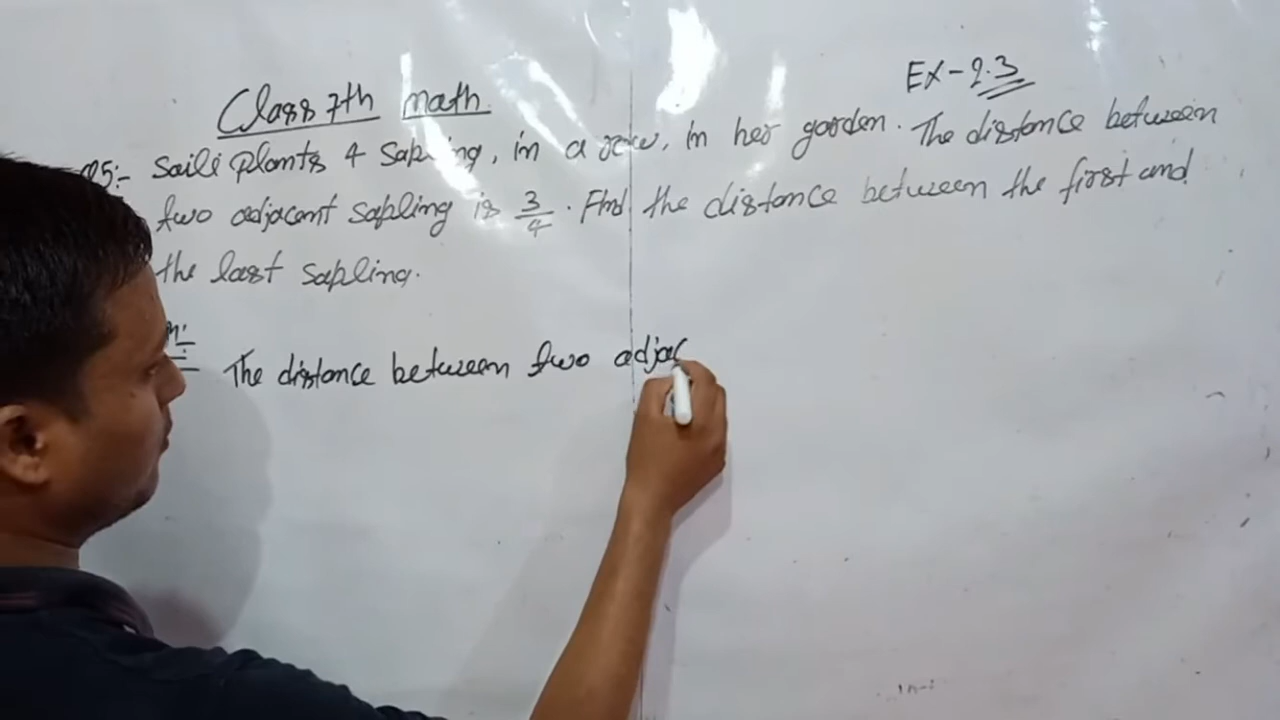 Class 7th math.
Ex-2.3
Q5:- Saili plants 4 Sapling, in a row, in her garden. The distance between
two adjacent sapling is 3/4. Find the distance between the first and
the last sapling.
The distance between two adjac